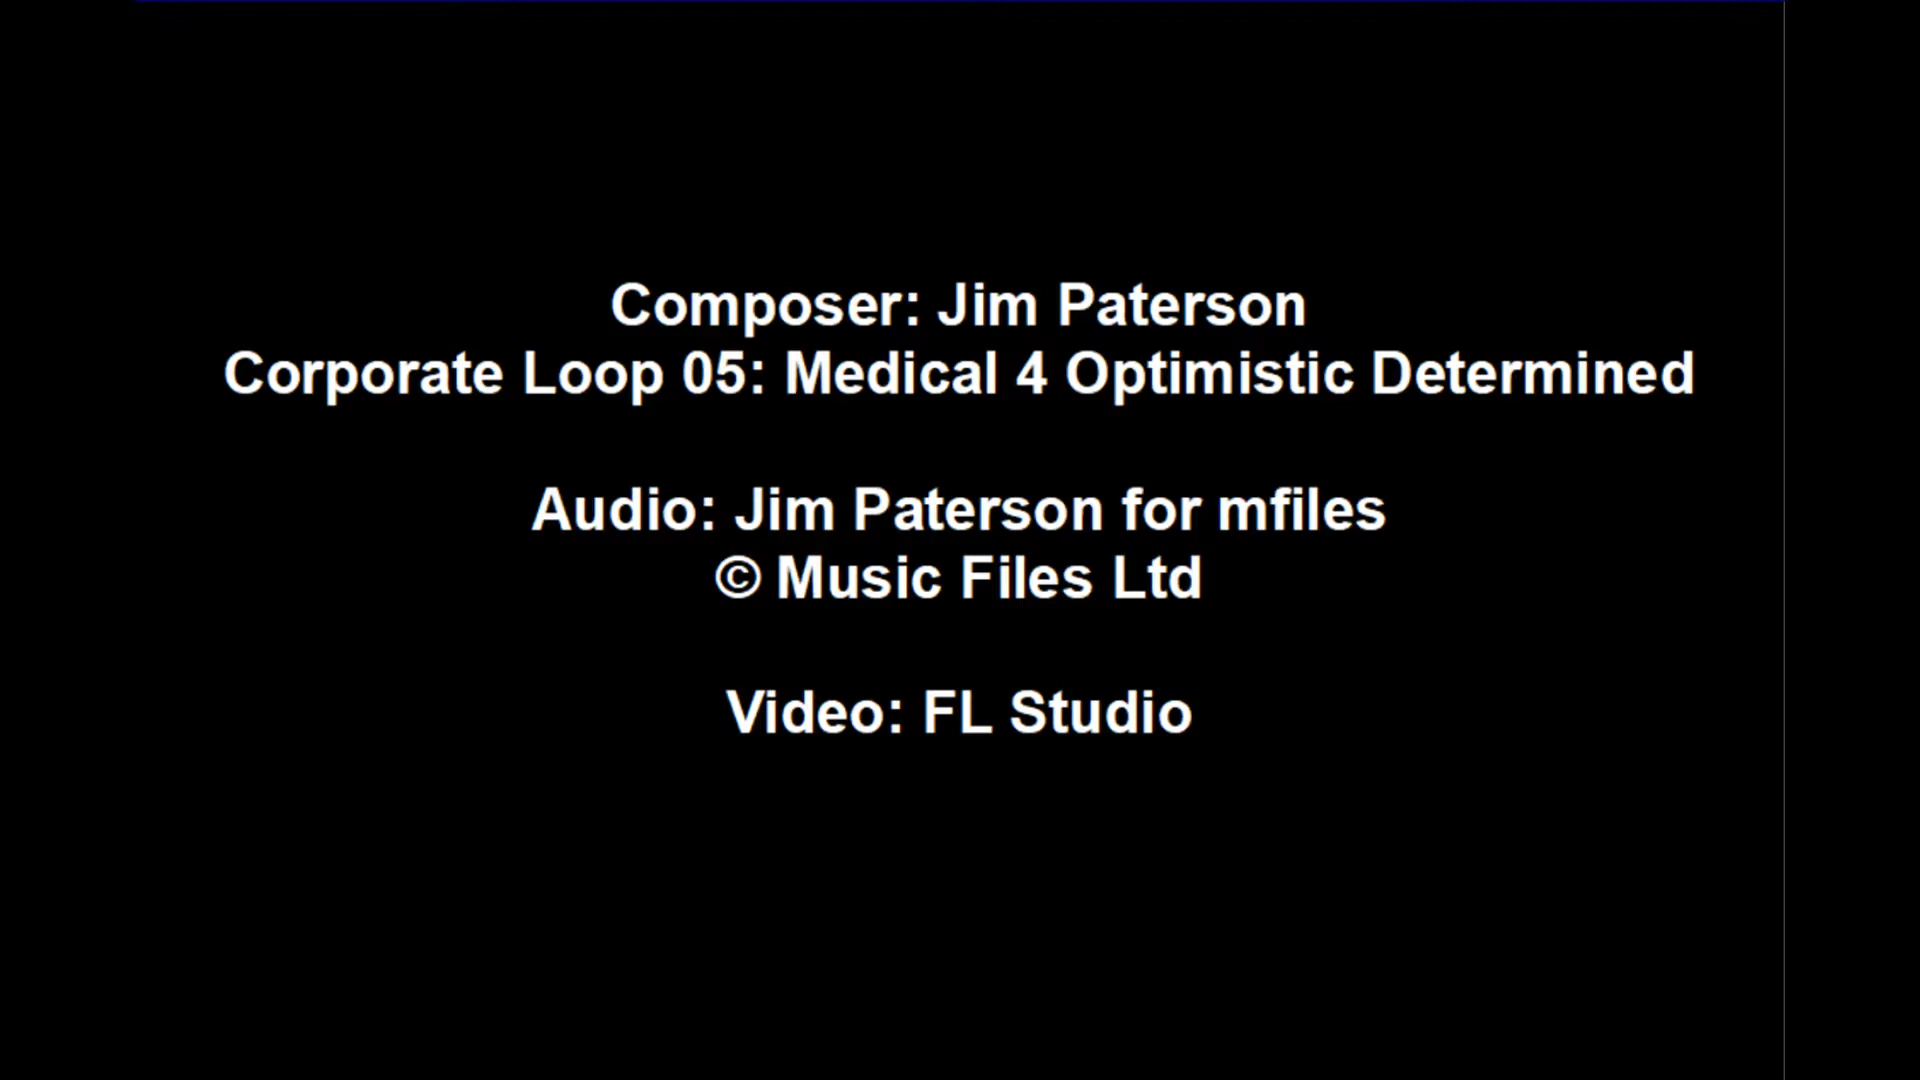 Composer: Jim Paterson
Corporate Loop 05: Medical 4 Optimistic Determined
Audio: Jim Paterson for mfiles
© Music Files Ltd
Video: FL Studio